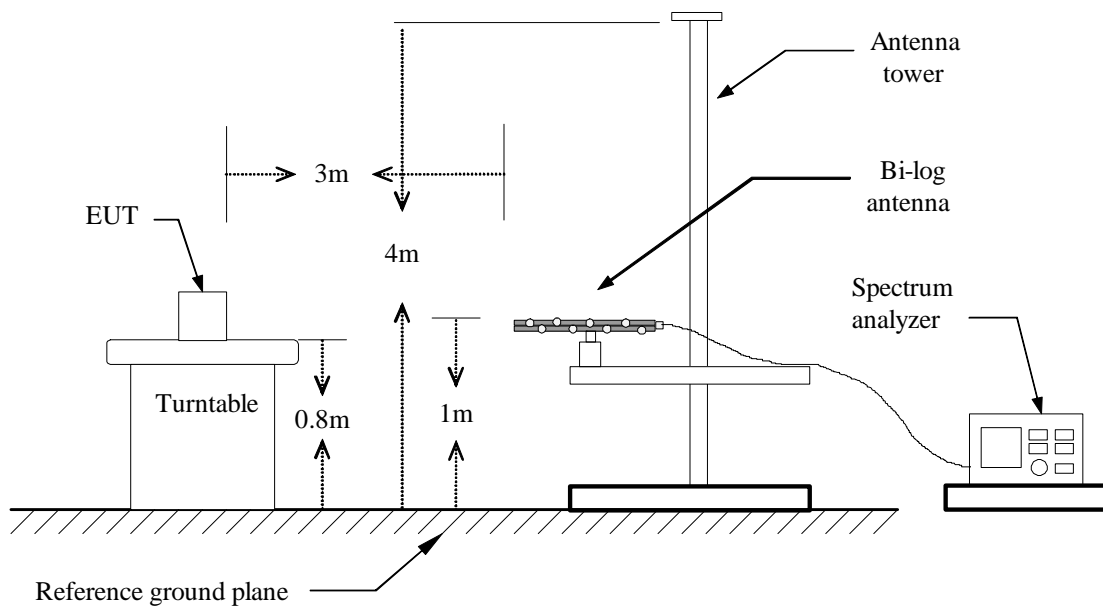 Antenna
tower
3m
Bi-log
antenna
EUT
4m
Spectrum
analyzer
Turntable
0.8m
1m
Reference ground plane